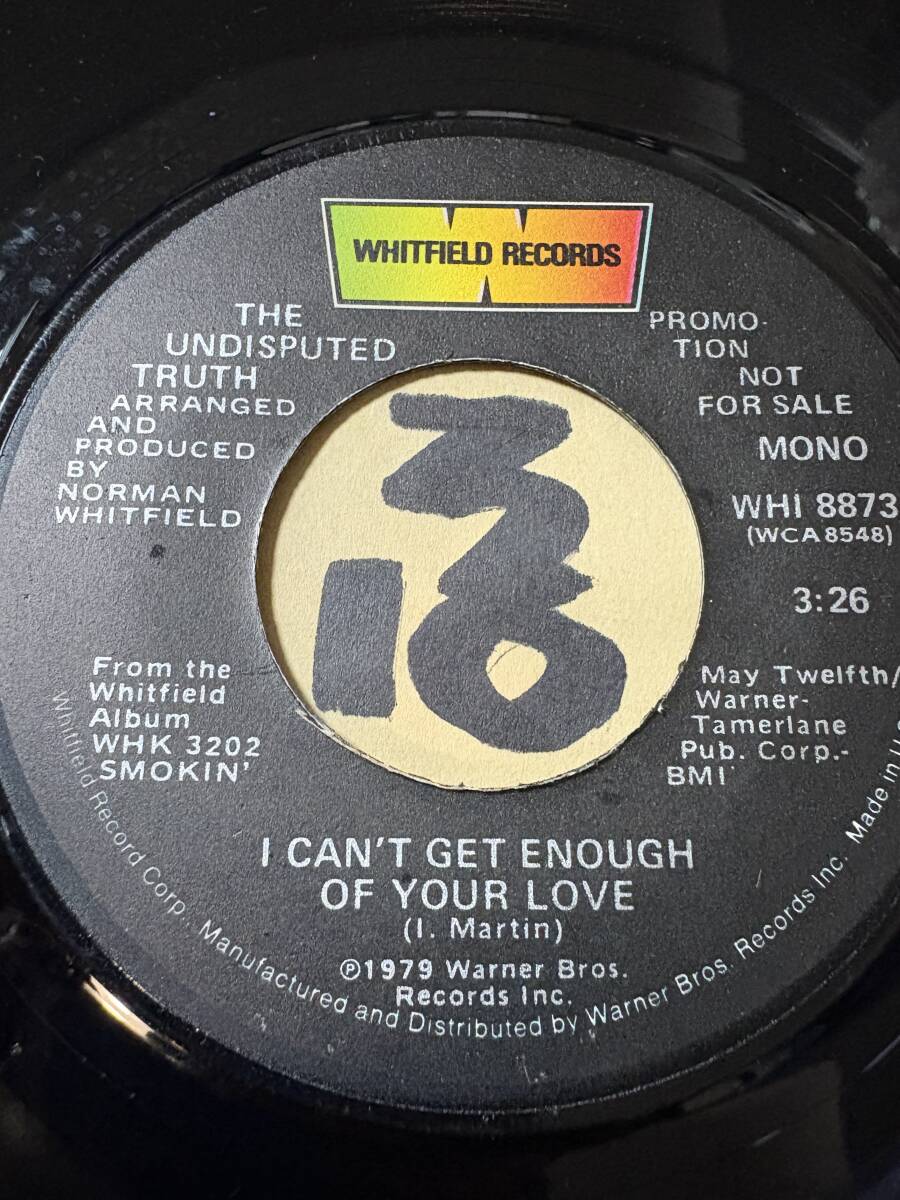 WHITFIELD RECORDS
THE
UNDISPUTED
TRUTH
ARRANGED
AND
PRODUCED
BY
NORMAN
WHITFIELD
PROMO-
TION
NOT
FOR SALE
MONO
WHI 8873
(WCA8548)
3:26
From the
Whitfield
Album
WHK 3202
SMOKIN'
May Twelfth/
Warner-
Tamerlane
Pub. Corp.-
BMI
I CAN'T GET ENOUGH
OF YOUR LOVE
(I. Martin)
℗1979 Warner Bros.
Records Inc.
Whitfield Record Corp. Manufactured and Distributed by Warner Bros. Records Inc. Made in U.S